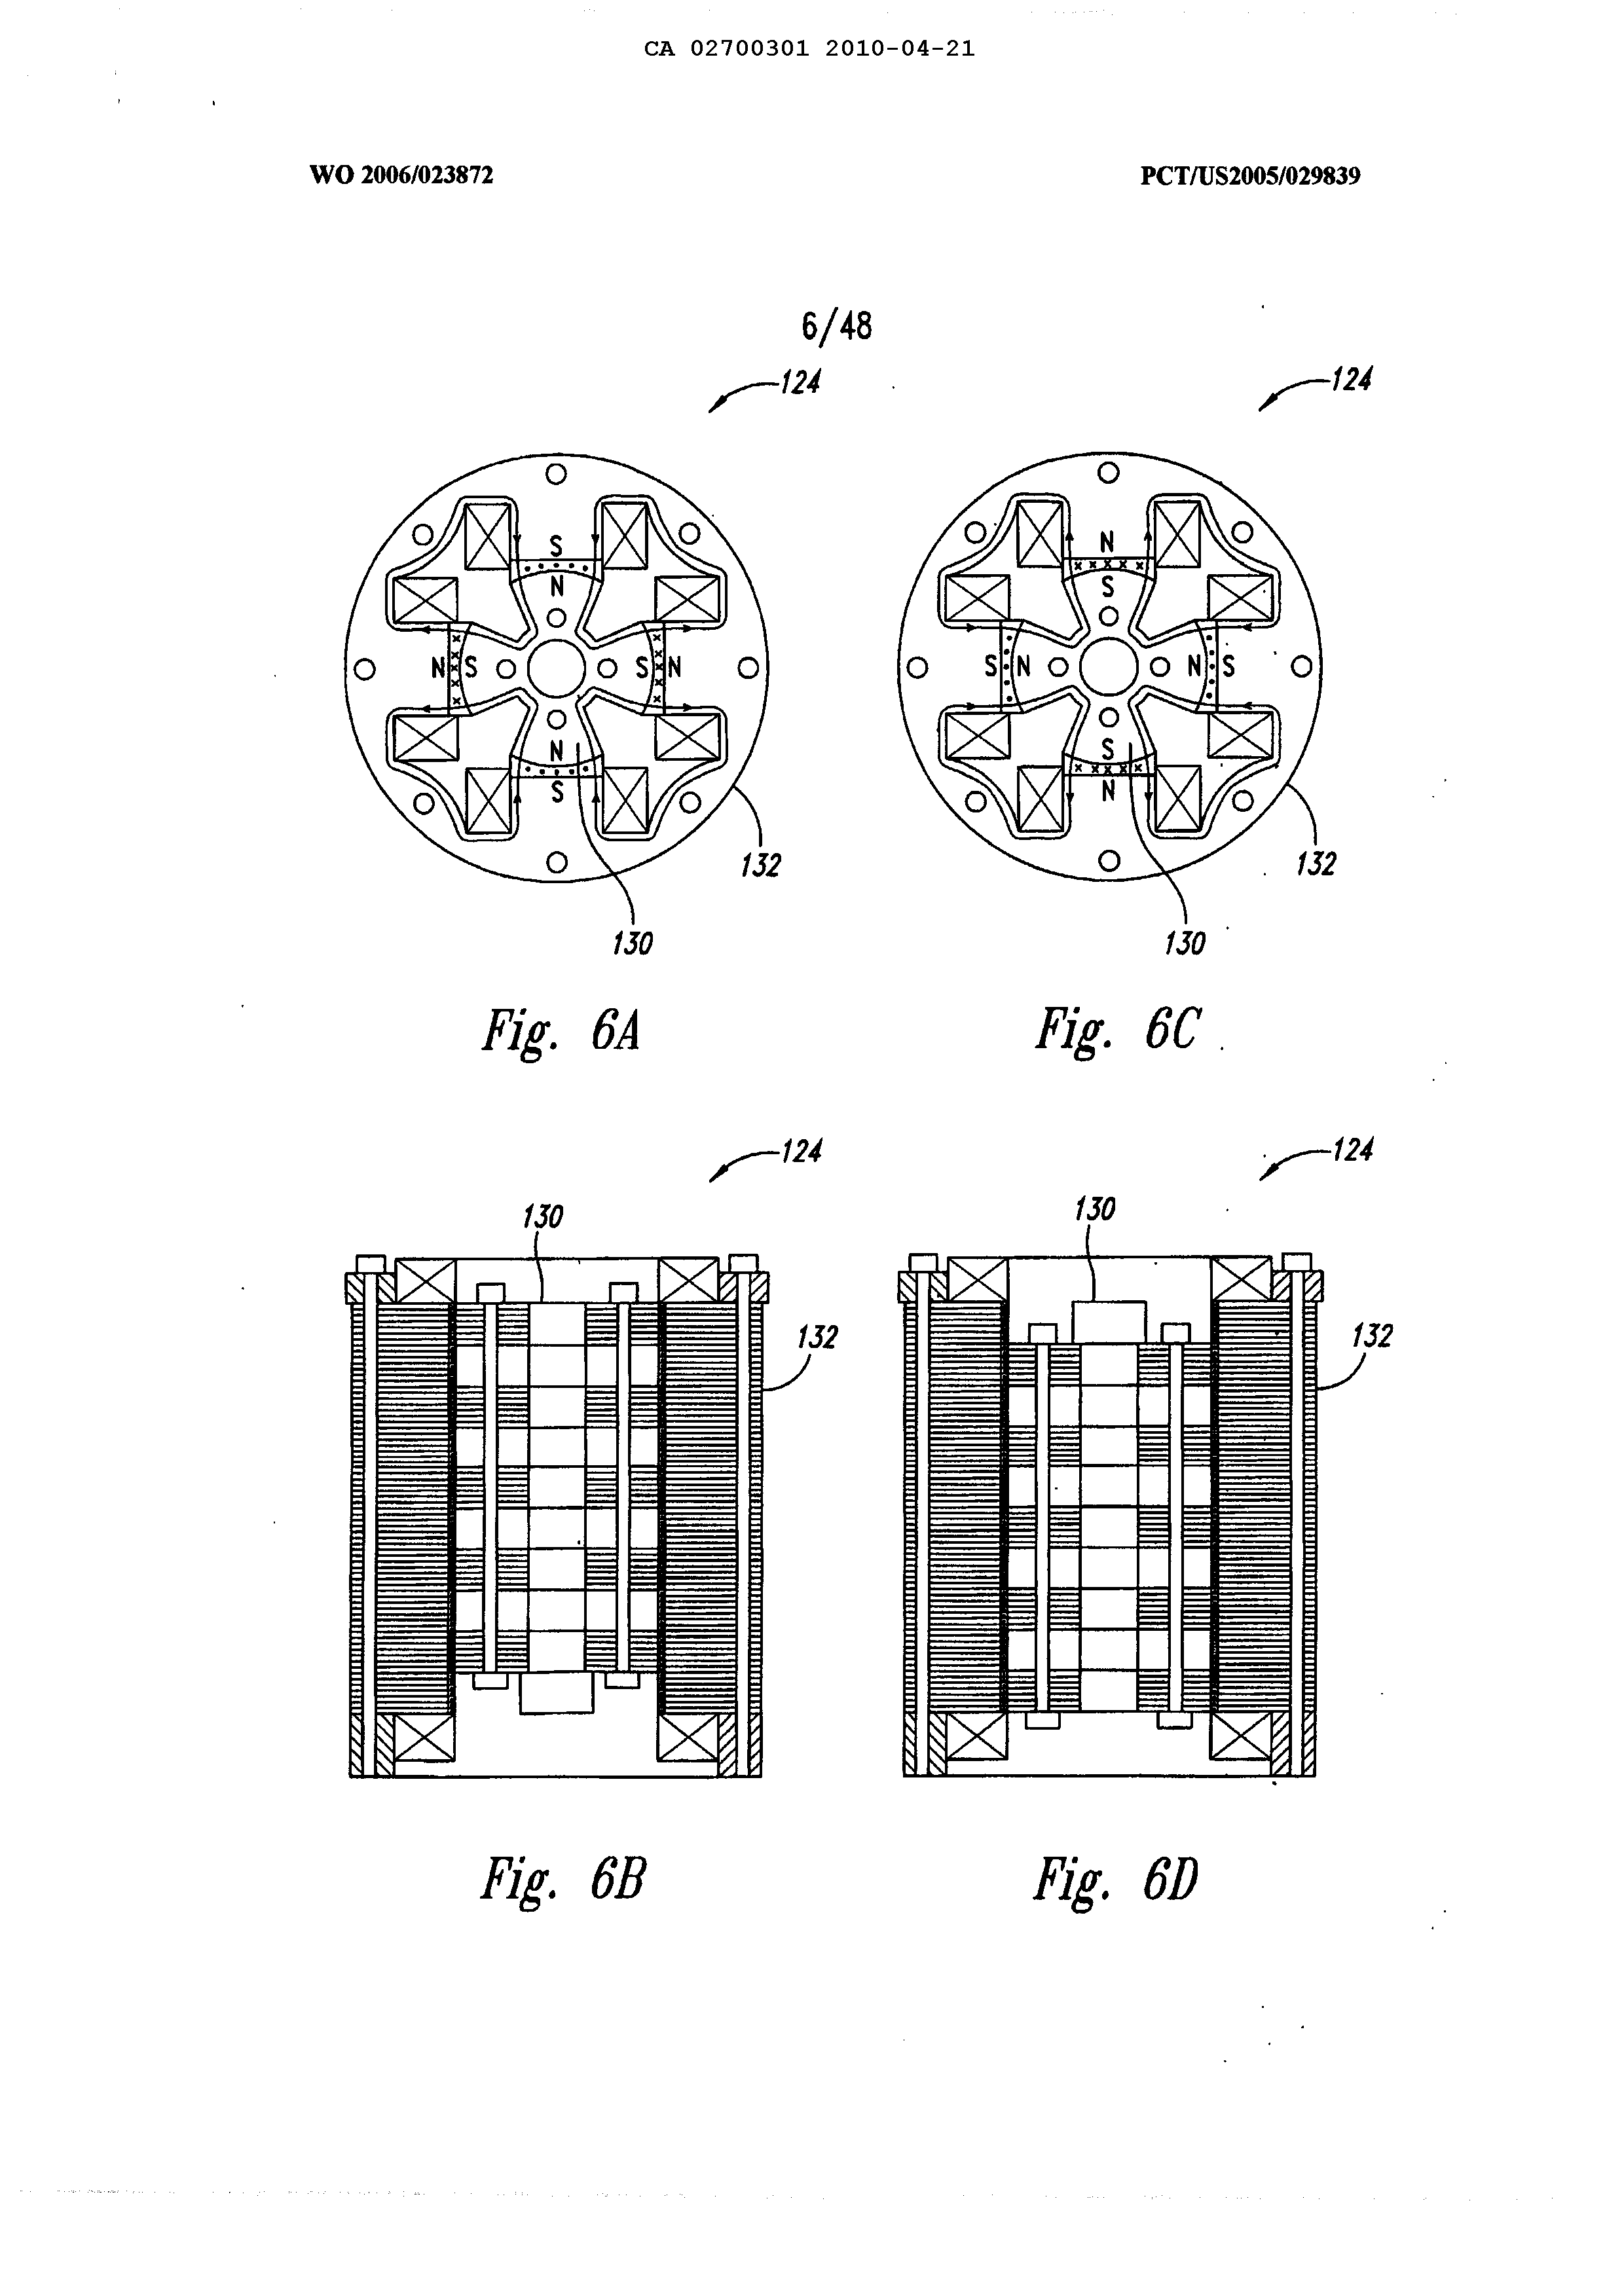 CA 02700301 2010-04-21
WO 2006/023872
PCT/US2005/029839
6/48
124
124
S
N
N
S
S
N
N
S
132
130
N
S
S
N
N
S
S
N
132
130
Fig. 6A
Fig. 6C
124
124
130
130
132
132
Fig. 6B
Fig. 6D